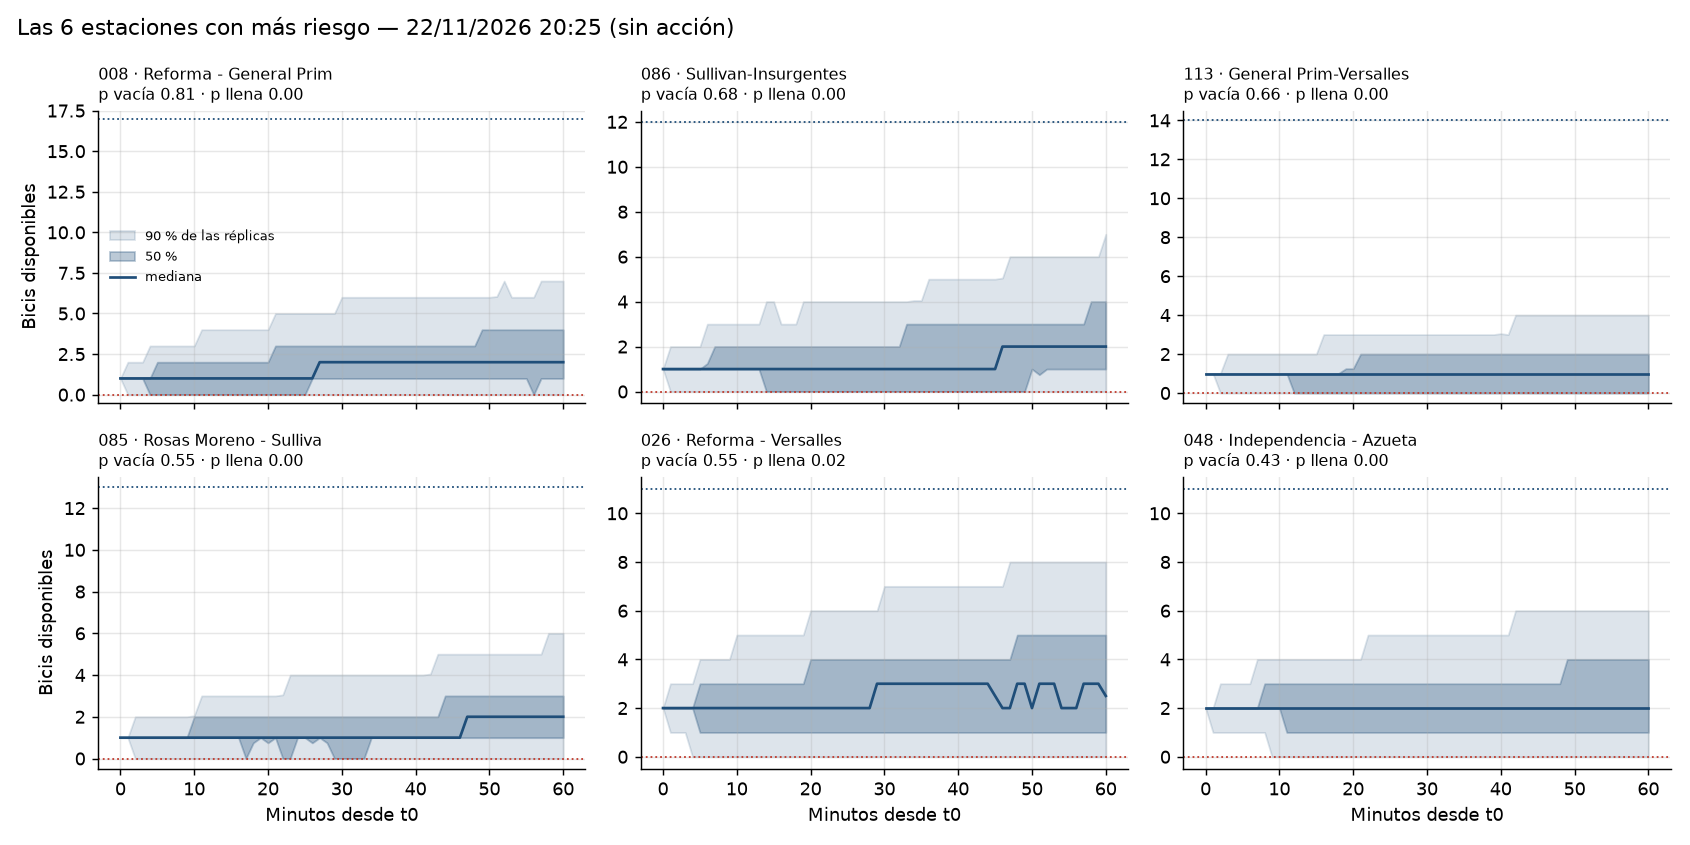 Las 6 estaciones con más riesgo — 22/11/2026 20:25 (sin acción)
008 · Reforma - General Prim
p vacía 0.81 · p llena 0.00
17.5
15.0
12.5
10.0
7.5
5.0
2.5
0.0
Bicis disponibles
90 % de las réplicas
50 %
mediana
086 · Sullivan-Insurgentes
p vacía 0.68 · p llena 0.00
12
10
8
6
4
2
0
113 · General Prim-Versalles
p vacía 0.66 · p llena 0.00
14
12
10
8
6
4
2
0
085 · Rosas Moreno - Sulliva
p vacía 0.55 · p llena 0.00
12
10
8
6
4
2
0
Bicis disponibles
0 10 20 30 40 50 60
Minutos desde t0
026 · Reforma - Versalles
p vacía 0.55 · p llena 0.02
10
8
6
4
2
0
0 10 20 30 40 50 60
Minutos desde t0
048 · Independencia - Azueta
p vacía 0.43 · p llena 0.00
10
8
6
4
2
0
0 10 20 30 40 50 60
Minutos desde t0